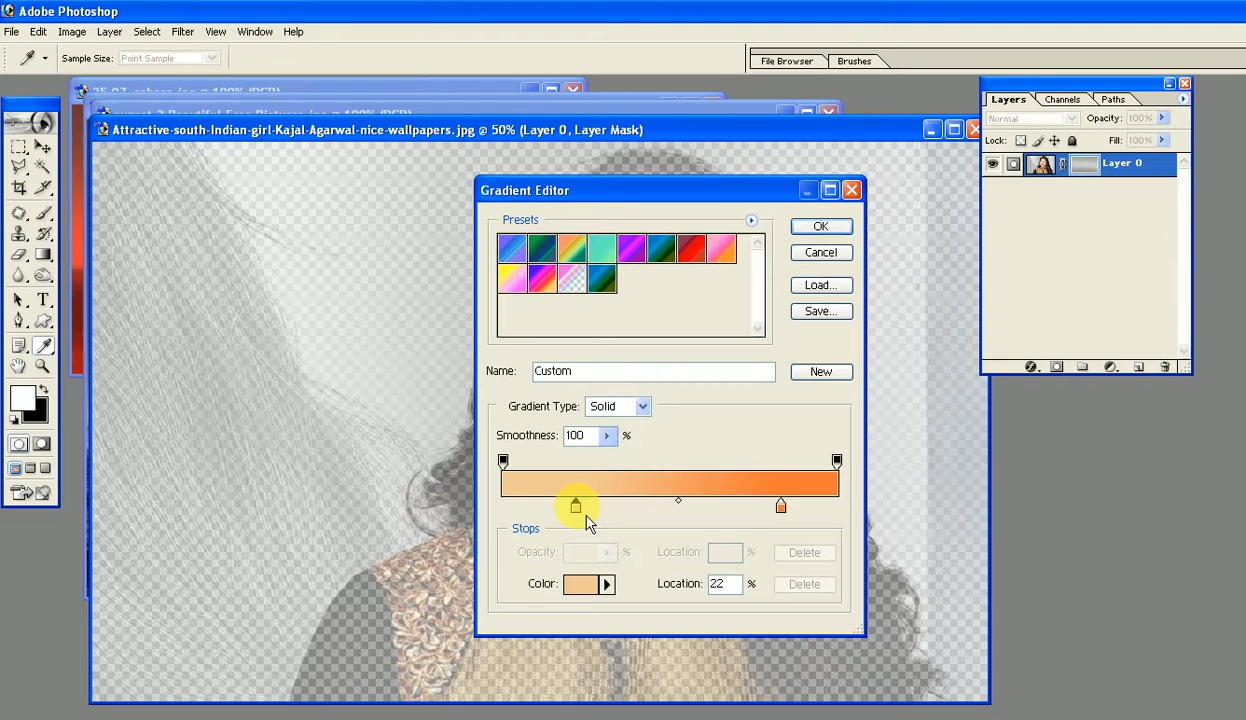 Adobe Photoshop
File Edit Image Layer Select Filter View Window Help
Sample Size: Point Sample
File Browser Brushes
Attractive-south-Indian-girl-Kajal-Agarwal-nice-wallpapers.jpg @ 50% (Layer 0, Layer Mask)
Layers Channels Paths
Normal Opacity: 100%
Lock: Fill: 100%
Layer 0
Gradient Editor
Presets
OK
Cancel
Load...
Save...
Name: Custom New
Gradient Type: Solid
Smoothness: 100 %
Stops
Opacity: % Location: % Delete
Color: Location: 22 % Delete
T